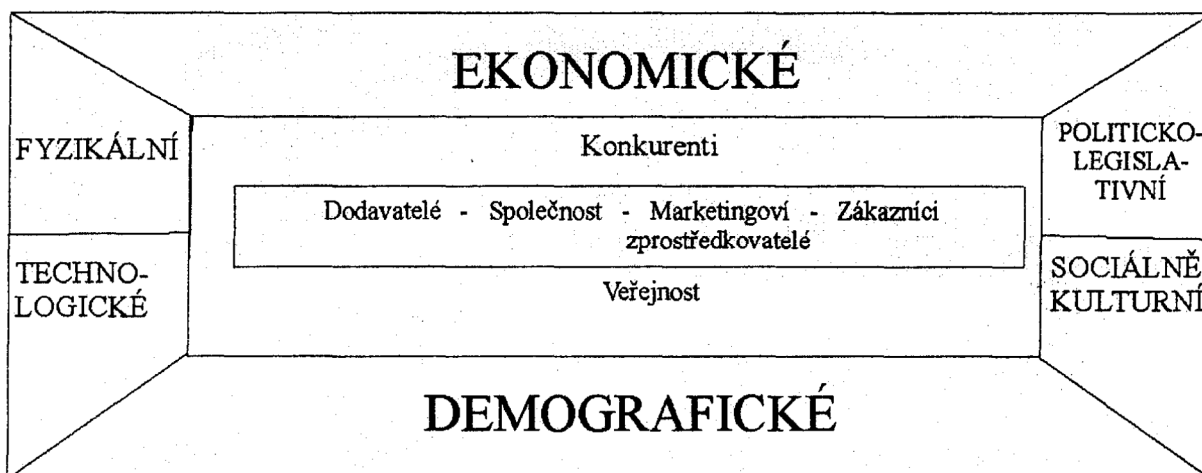 EKONOMICKÉ
FYZIKÁLNÍ
Konkurenti
POLITICKO-
LEGISLA-
TIVNÍ
Dodavatelé - Společnost - Marketingoví - Zákazníci
zprostředkovatelé
TECHNO-
LOGICKÉ
Veřejnost
SOCIÁLNĚ
KULTURNÍ
DEMOGRAFICKÉ